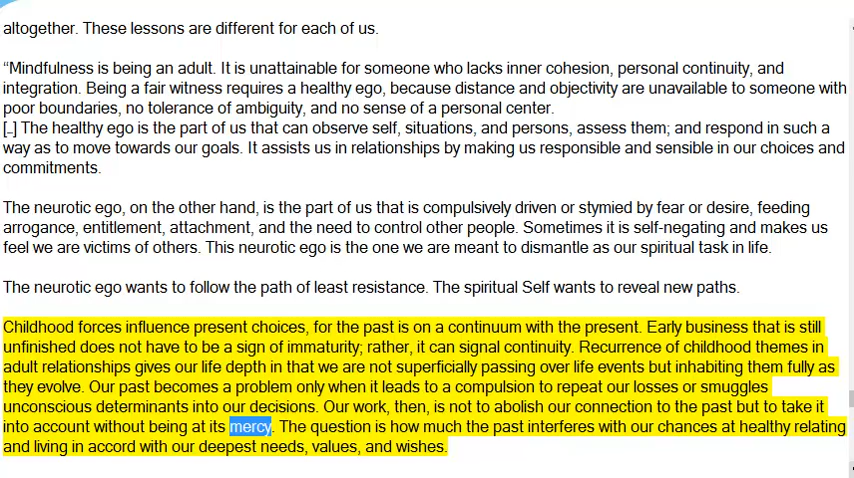 altogether. These lessons are different for each of us.
“Mindfulness is being an adult. It is unattainable for someone who lacks inner cohesion, personal continuity, and
integration. Being a fair witness requires a healthy ego, because distance and objectivity are unavailable to someone with
poor boundaries, no tolerance of ambiguity, and no sense of a personal center.
[..] The healthy ego is the part of us that can observe self, situations, and persons, assess them; and respond in such a
way as to move towards our goals. It assists us in relationships by making us responsible and sensible in our choices and
commitments.
The neurotic ego, on the other hand, is the part of us that is compulsively driven or stymied by fear or desire, feeding
arrogance, entitlement, attachment, and the need to control other people. Sometimes it is self-negating and makes us
feel we are victims of others. This neurotic ego is the one we are meant to dismantle as our spiritual task in life.
The neurotic ego wants to follow the path of least resistance. The spiritual Self wants to reveal new paths.
Childhood forces influence present choices, for the past is on a continuum with the present. Early business that is still
unfinished does not have to be a sign of immaturity; rather, it can signal continuity. Recurrence of childhood themes in
adult relationships gives our life depth in that we are not superficially passing over life events but inhabiting them fully as
they evolve. Our past becomes a problem only when it leads to a compulsion to repeat our losses or smuggles
unconscious determinants into our decisions. Our work, then, is not to abolish our connection to the past but to take it
into account without being at its mercy. The question is how much the past interferes with our chances at healthy relating
and living in accord with our deepest needs, values, and wishes.